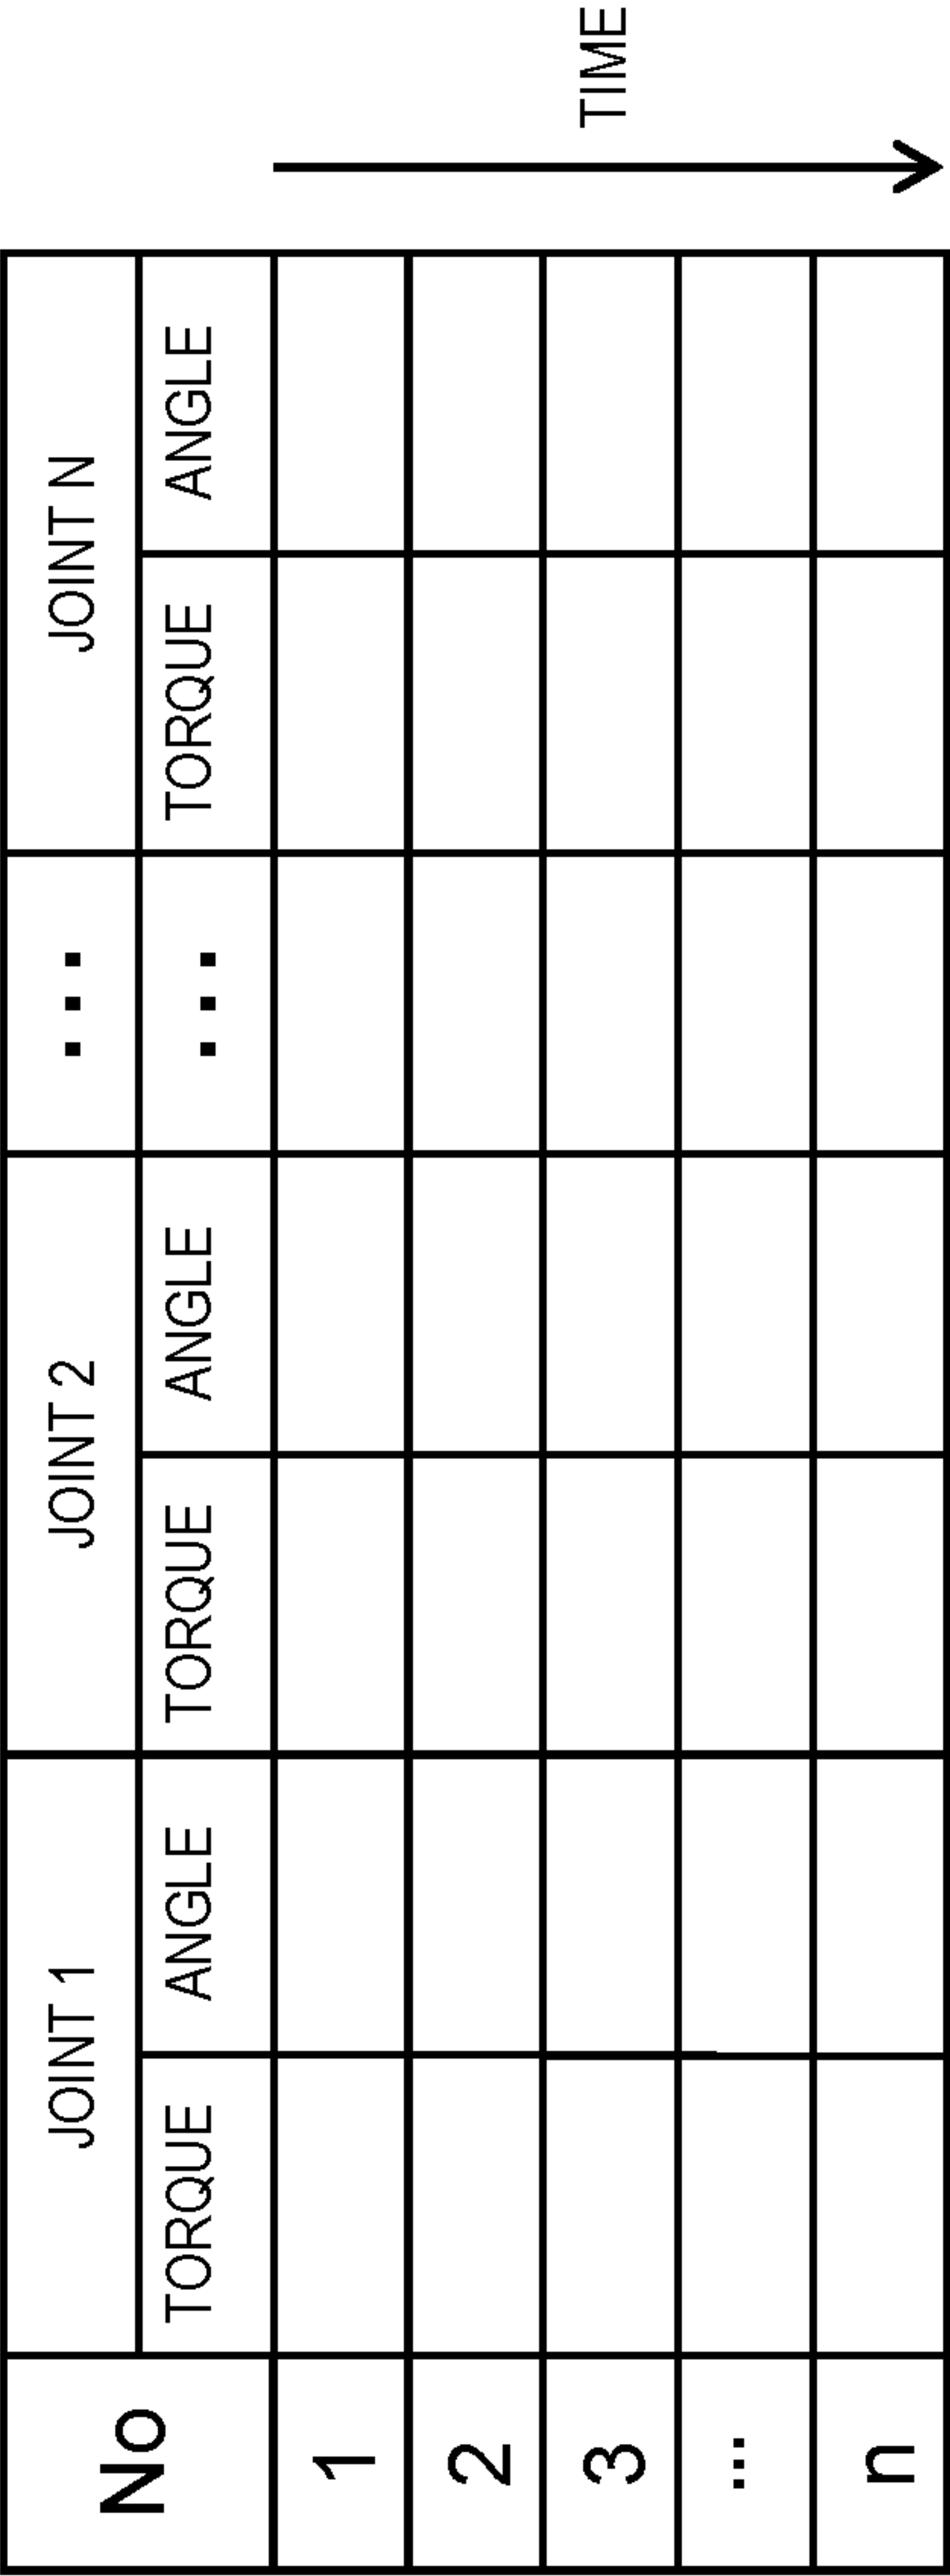 No JOINT 1 JOINT 2 ... JOINT N
TORQUE ANGLE TORQUE ANGLE ... TORQUE ANGLE
1
2
3
...
n
TIME